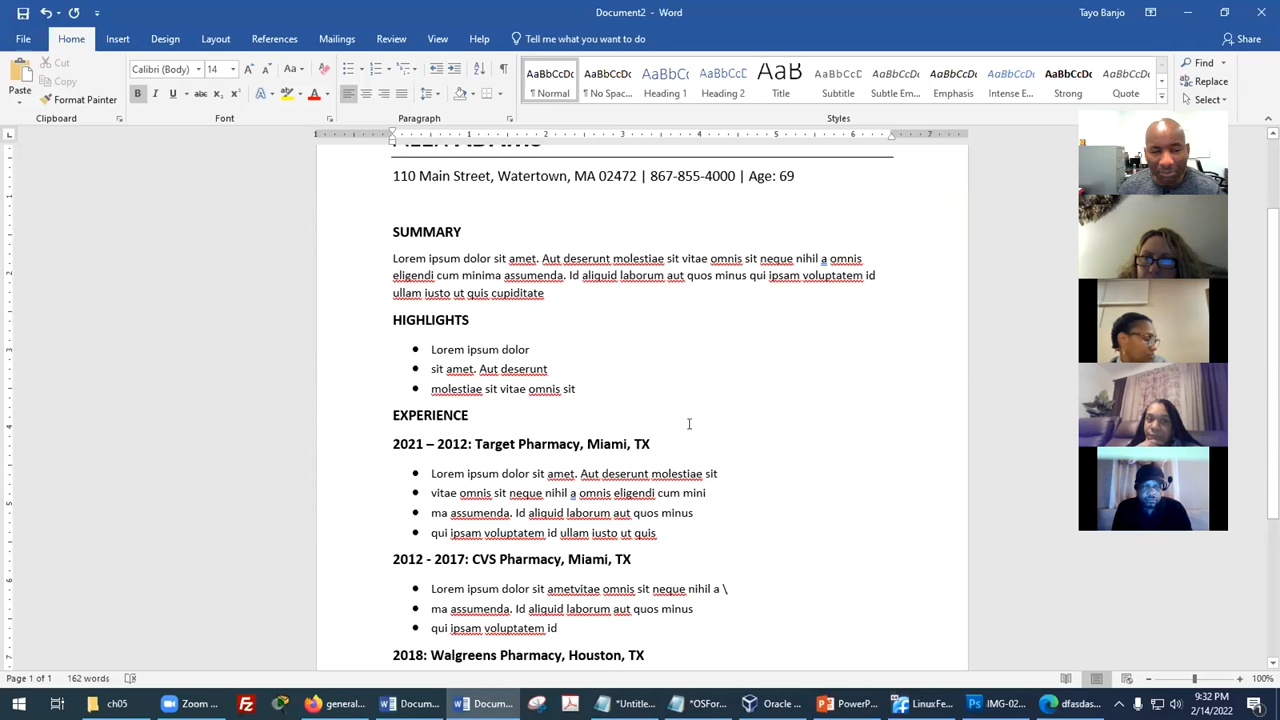 Document2 - Word
Tary Banjo
File Home Insert Design Layout References Mailings Review View Help Tell me what you want to do
Share
Cut
Copy
Paste
Format Painter
Calibri (Body) 14
Clipboard
Font
Paragraph
AaBbCcDc AaBbCcDc AaBbCc AaBbCcD AaB AaBbCcD AaBbCcDc AaBbCcDc AaBbCcDc AaBbCcDc AaBbCcDc
¶ Normal ¶ No Spac... Heading 1 Heading 2 Title Subtitle Subtle Em... Emphasis Intense E... Strong Quote
Styles
Find
Replace
Select
110 Main Street, Watertown, MA 02472 | 867-855-4000 | Age: 69
SUMMARY
Lorem ipsum dolor sit amet. Aut deserunt molestiae sit vitae omnis sit neque nihil a omnis
eligendi cum minima assumenda. Id aliquid laborum aut quos minus qui ipsam voluptatem id
ullam iusto ut quis cupiditate
HIGHLIGHTS
Lorem ipsum dolor
sit amet. Aut deserunt
molestiae sit vitae omnis sit
EXPERIENCE
2021 – 2012: Target Pharmacy, Miami, TX
Lorem ipsum dolor sit amet. Aut deserunt molestiae sit
vitae omnis sit neque nihil a omnis eligendi cum mini
ma assumenda. Id aliquid laborum aut quos minus
qui ipsam voluptatem id ullam iusto ut quis
2012 - 2017: CVS Pharmacy, Miami, TX
Lorem ipsum dolor sit ametvitae omnis sit neque nihil a \
ma assumenda. Id aliquid laborum aut quos minus
qui ipsam voluptatem id
2018: Walgreens Pharmacy, Houston, TX
Page 1 of 1 162 words
100%
ch05 Zoom ... general... Docum... Docum... *Untitle... *OSFor... Oracle ... PowerP... LinuxFe... IMG-02... dfasdas...
9:32 PM
2/14/2022